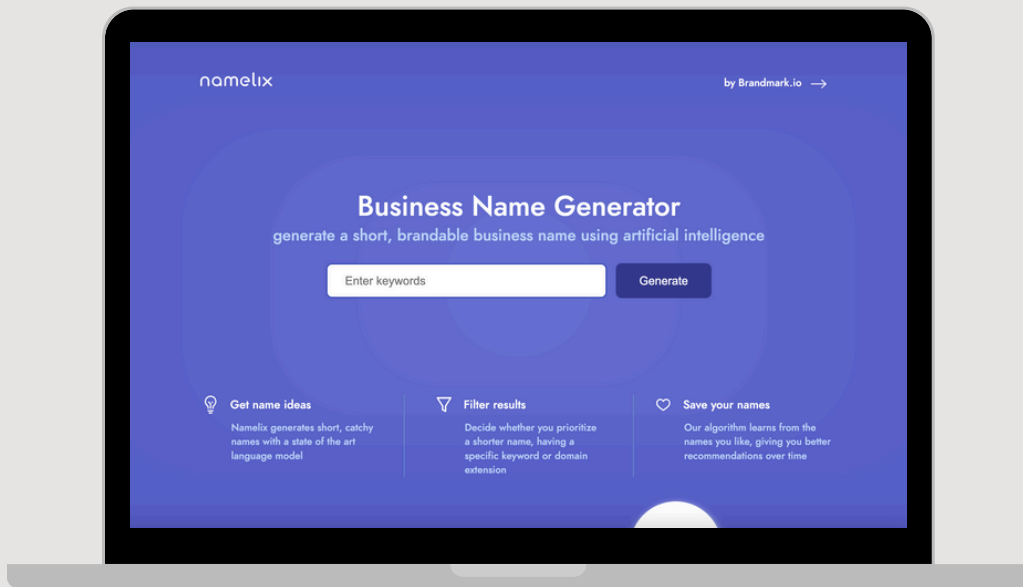 namelix
by Brandmark.io
Business Name Generator
generate a short, brandable business name using artificial intelligence
Enter keywords
Generate
Get name ideas
Namelix generates short, catchy
names with a state of the art
language model
Filter results
Decide whether you prioritize
a shorter name, having a
specific keyword or domain
extension
Save your names
Our algorithm learns from the
names you like, giving you better
recommendations over time